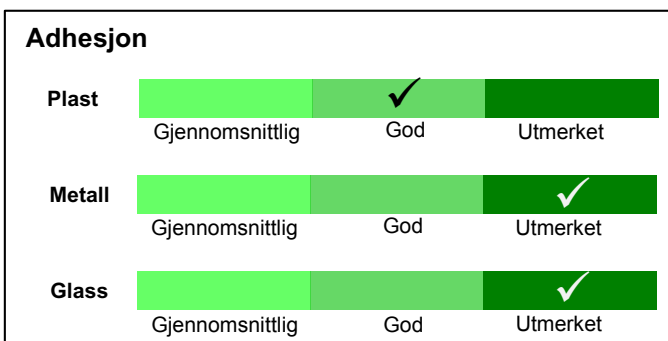 Adhesjon
Plast
Gjennomsnittlig God Utmerket
Metall
Gjennomsnittlig God Utmerket
Glass
Gjennomsnittlig God Utmerket